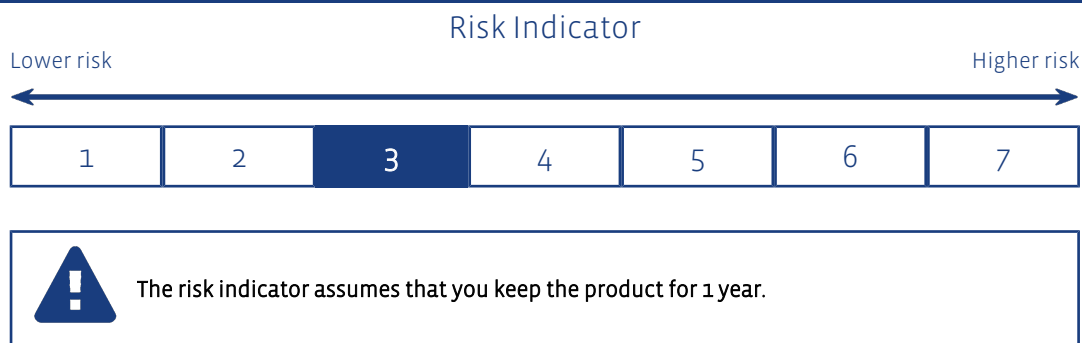 Risk Indicator
Lower risk Higher risk
1 2 3 4 5 6 7
The risk indicator assumes that you keep the product for 1 year.